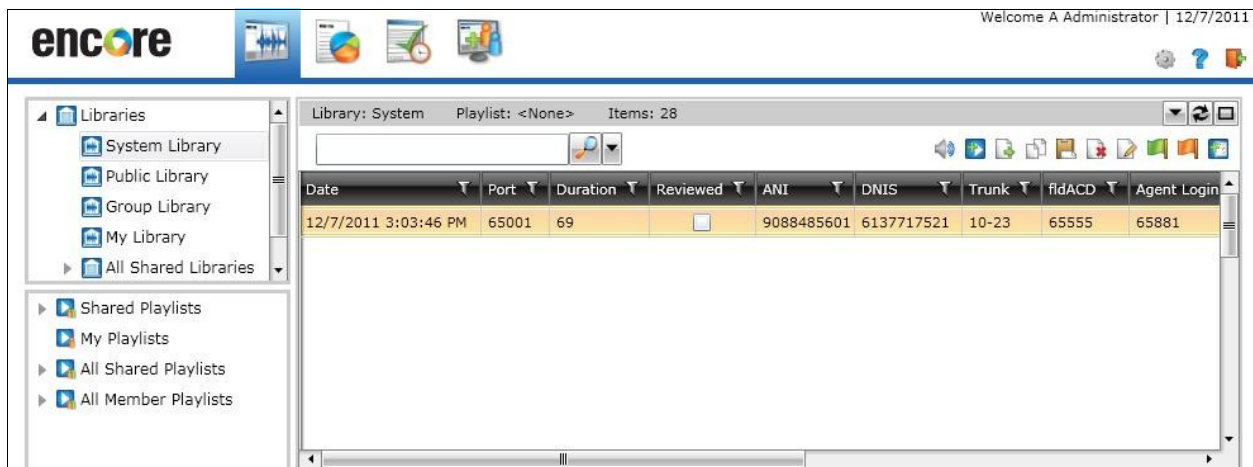 Welcome A Administrator | 12/7/2011
encore
Libraries
System Library
Public Library
Group Library
My Library
All Shared Libraries
Shared Playlists
My Playlists
All Shared Playlists
All Member Playlists
Library: System Playlist: <None> Items: 28
Date Port Duration Reviewed ANI DNIS Trunk fldACD Agent Login
12/7/2011 3:03:46 PM 65001 69 9088485601 6137717521 10-23 65555 65881